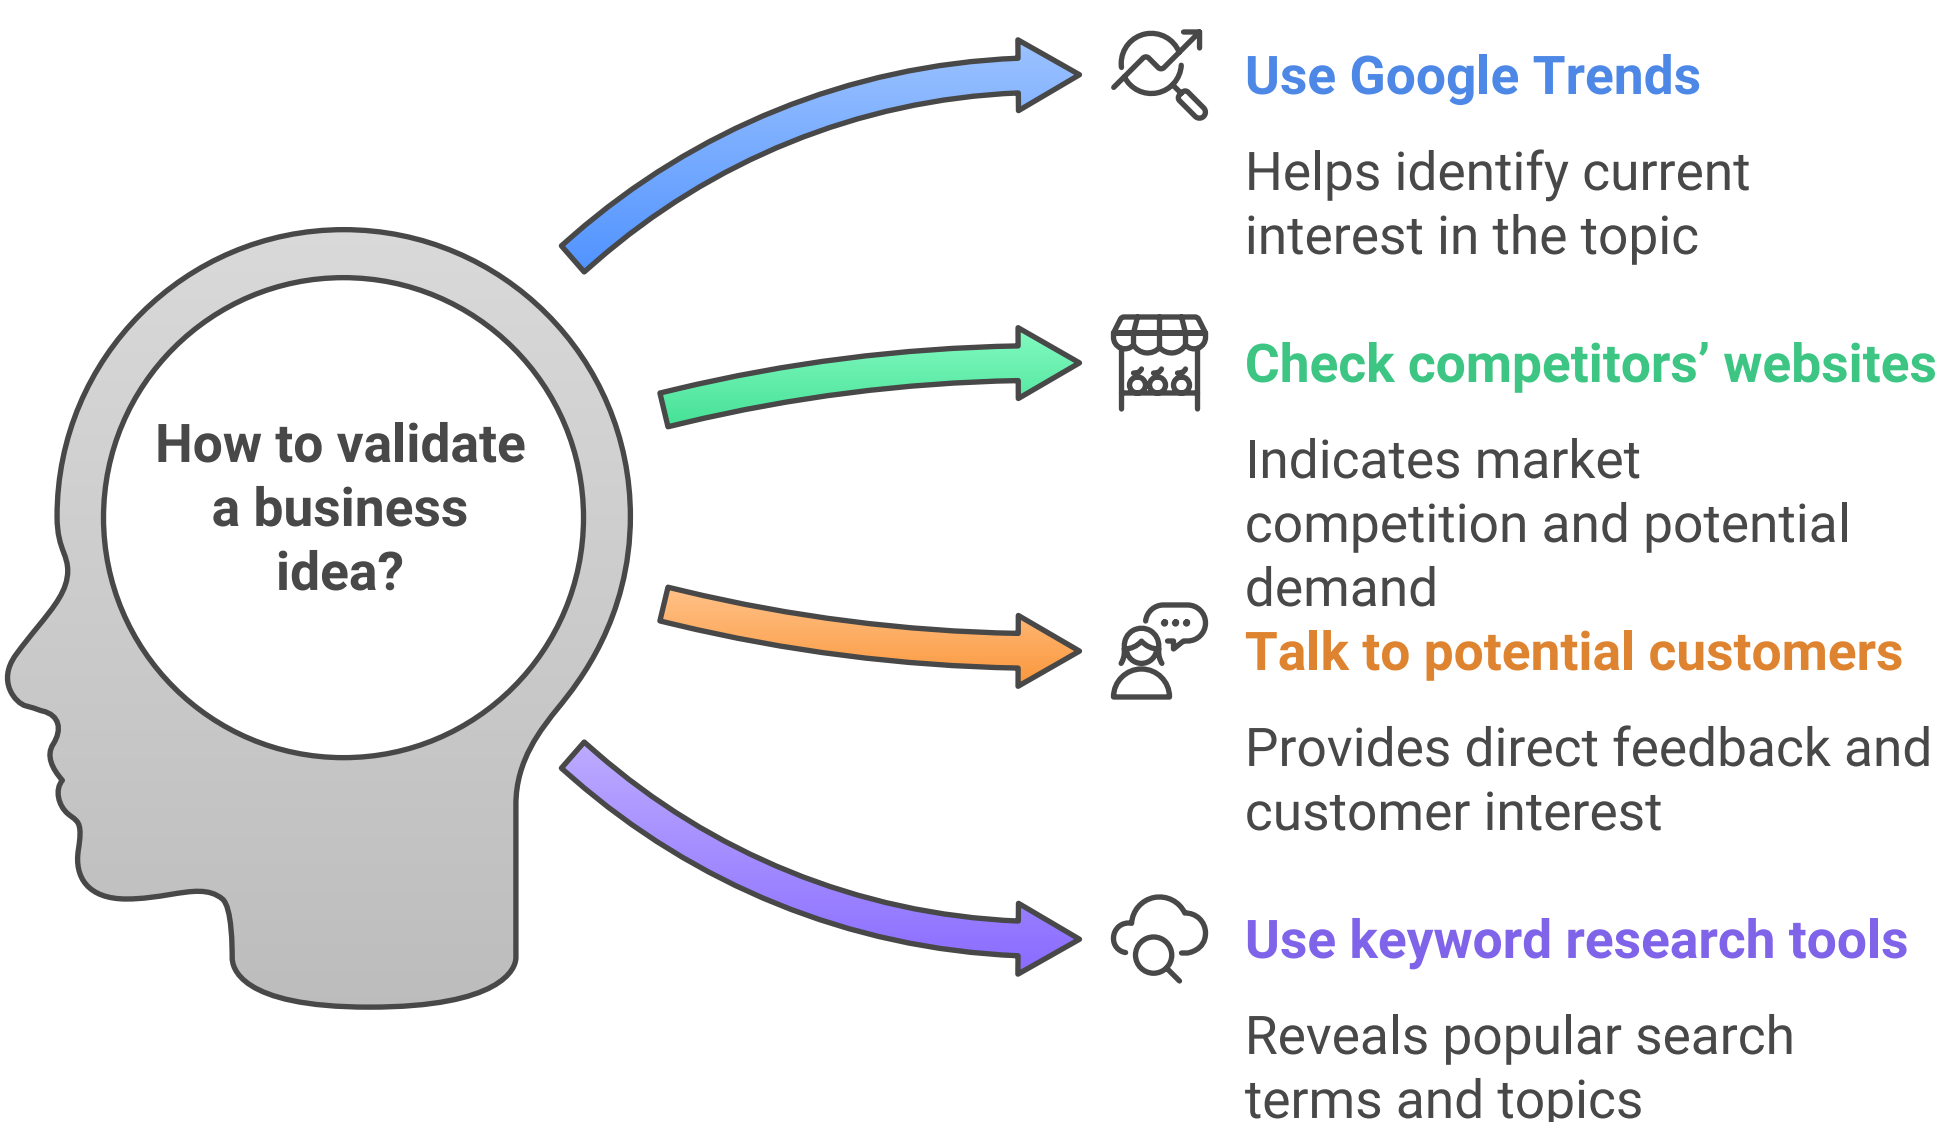 How to validate
a business
idea?
Use Google Trends
Helps identify current
interest in the topic
Check competitors’ websites
Indicates market
competition and potential
demand
Talk to potential customers
Provides direct feedback and
customer interest
Use keyword research tools
Reveals popular search
terms and topics